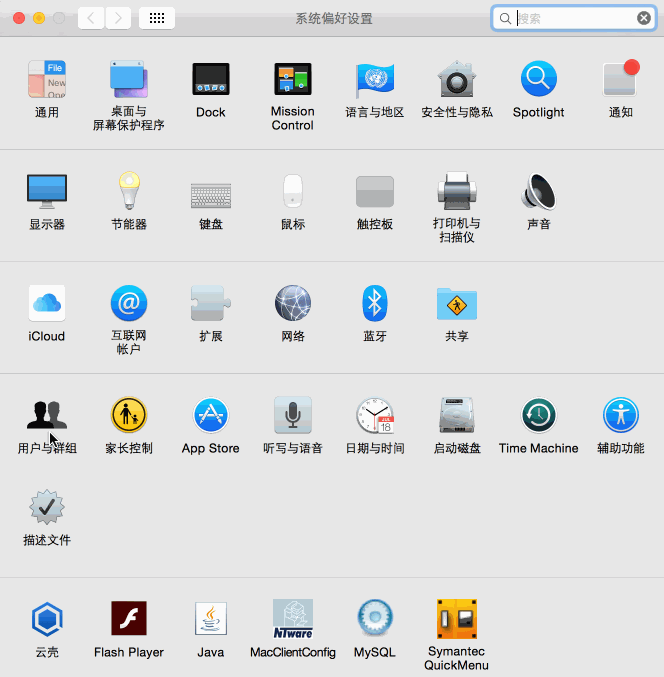 系统偏好设置
搜索
File
New
Ope
通用
桌面与
屏幕保护程序
Dock
Mission
Control
语言与地区
安全性与隐私
Spotlight
通知
显示器
节能器
键盘
鼠标
触控板
打印机与
扫描仪
声音
iCloud
@
互联网
帐户
扩展
网络
蓝牙
共享
JUL
18
用户与群组
家长控制
App Store
听写与语音
日期与时间
启动磁盘
Time Machine
辅助功能
描述文件
NTware
云壳
Flash Player
Java
MacClientConfig
MySQL
Symantec
QuickMenu